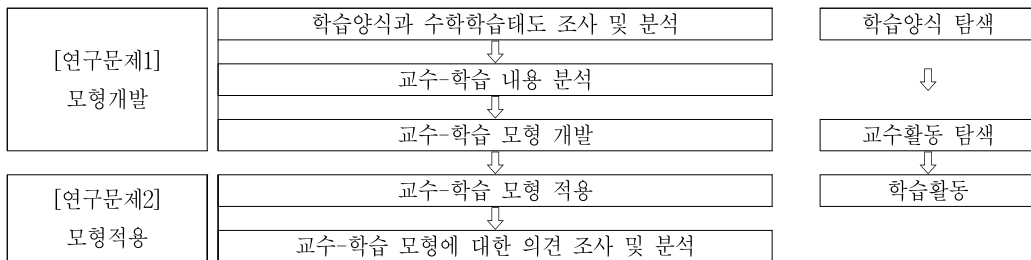 [연구문제1]
모형개발
학습양식과 수학학습태도 조사 및 분석
교수-학습 내용 분석
교수-학습 모형 개발
학습양식 탐색
교수활동 탐색
[연구문제2]
모형적용
교수-학습 모형 적용
교수-학습 모형에 대한 의견 조사 및 분석
학습활동